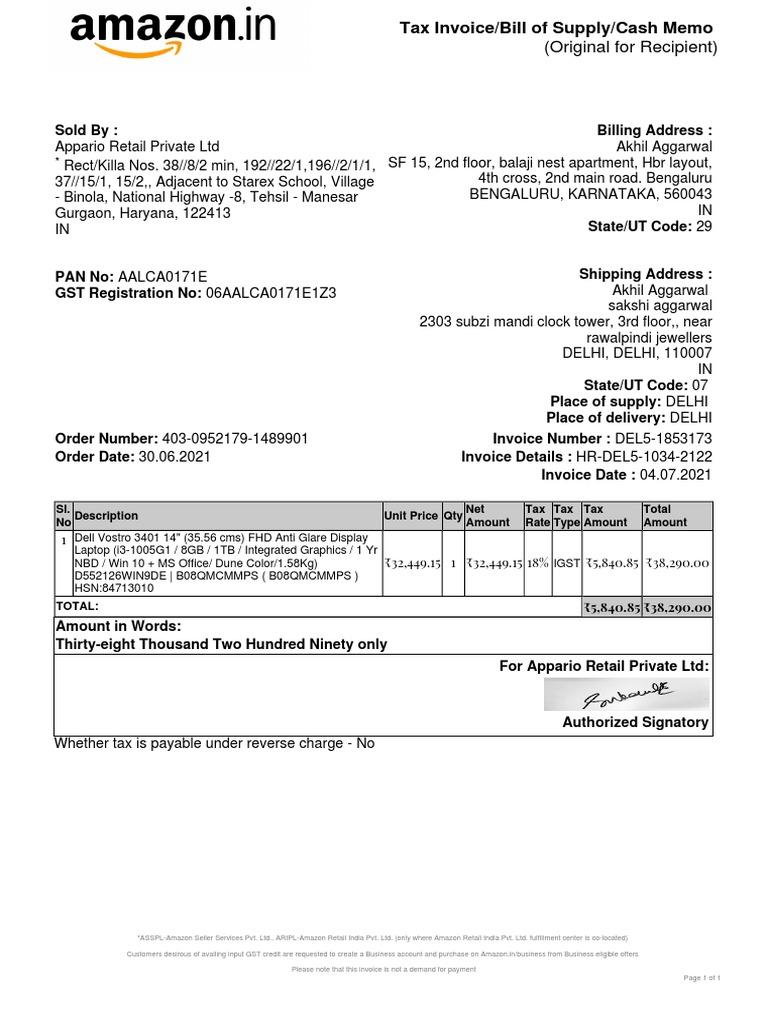 amazon.in
Tax Invoice/Bill of Supply/Cash Memo
(Original for Recipient)
Sold By :
Appario Retail Private Ltd
* Rect/Killa Nos. 38//8/2 min, 192//22/1,196//2/1/1,
37//15/1, 15/2,, Adjacent to Starex School, Village
- Binola, National Highway -8, Tehsil - Manesar
Gurgaon, Haryana, 122413
IN
Billing Address :
Akhil Aggarwal
SF 15, 2nd floor, balaji nest apartment, Hbr layout,
4th cross, 2nd main road. Bengaluru
BENGALURU, KARNATAKA, 560043
IN
State/UT Code: 29
PAN No: AALCA0171E
GST Registration No: 06AALCA0171E1Z3
Shipping Address :
Akhil Aggarwal
sakshi aggarwal
2303 subzi mandi clock tower, 3rd floor,, near
rawalpindi jewellers
DELHI, DELHI, 110007
IN
State/UT Code: 07
Place of supply: DELHI
Place of delivery: DELHI
Order Number: 403-0952179-1489901
Order Date: 30.06.2021
Invoice Number : DEL5-1853173
Invoice Details : HR-DEL5-1034-2122
Invoice Date : 04.07.2021
Sl. No Description Unit Price Qty Net Amount Tax Rate Tax Type Tax Amount Total Amount
1 Dell Vostro 3401 14" (35.56 cms) FHD Anti Glare Display
Laptop (i3-1005G1 / 8GB / 1TB / Integrated Graphics / 1 Yr
NBD / Win 10 + MS Office/ Dune Color/1.58Kg)
D552126WIN9DE | B08QMCMMPS ( B08QMCMMPS )
HSN:84713010
₹32,449.15 1 ₹32,449.15 18% IGST ₹5,840.85 ₹38,290.00
TOTAL: ₹5,840.85 ₹38,290.00
Amount in Words:
Thirty-eight Thousand Two Hundred Ninety only
For Appario Retail Private Ltd:
Authorized Signatory
Whether tax is payable under reverse charge - No
*ASSPL-Amazon Seller Services Pvt. Ltd., ARIPL-Amazon Retail India Pvt. Ltd. (only where Amazon Retail India Pvt. Ltd. fulfillment center is co-located)
Customers desirous of availing input GST credit are requested to create a Business account and purchase on Amazon.in/business from Business eligible offers
Please note that this invoice is not a demand for payment
Page 1 of 1